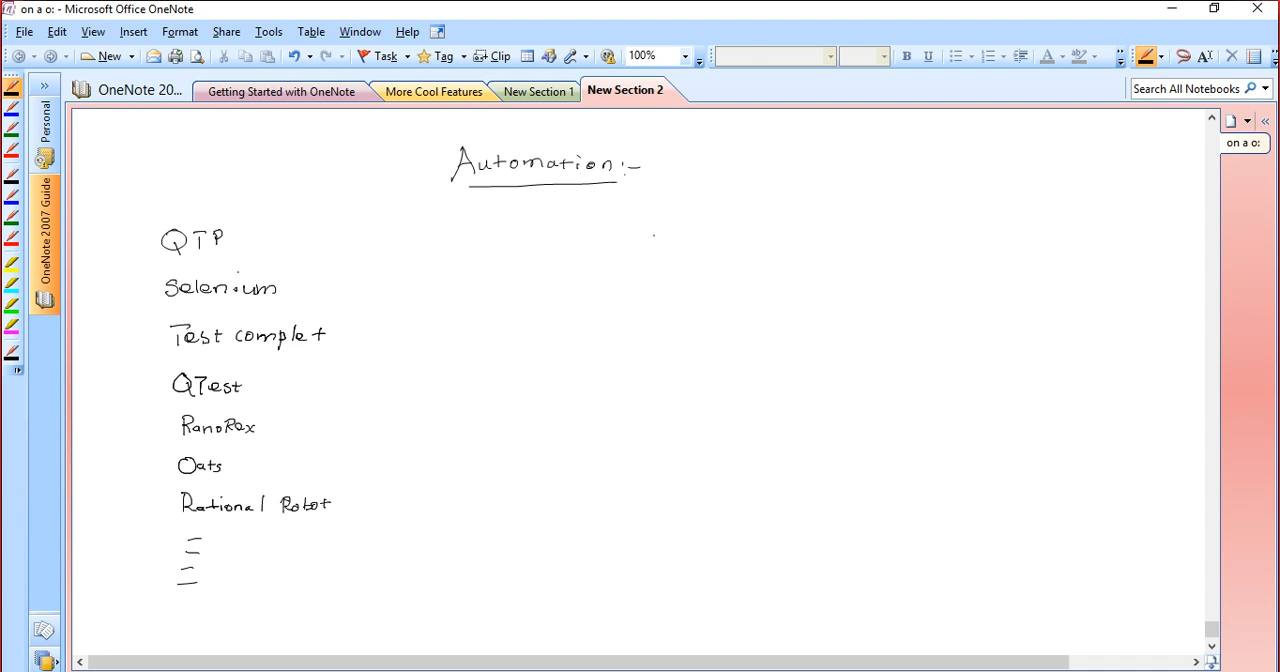 on a o: - Microsoft Office OneNote
File Edit View Insert Format Share Tools Table Window Help
New Task Tag Clip 100% B U A
OneNote 20... Getting Started with OneNote More Cool Features New Section 1 New Section 2 Search All Notebooks
Personal
OneNote 2007 Guide
on a o:
Automation:-
QTP
Selenium
Test complet
QTest
RanoRex
Oats
Rational Robot